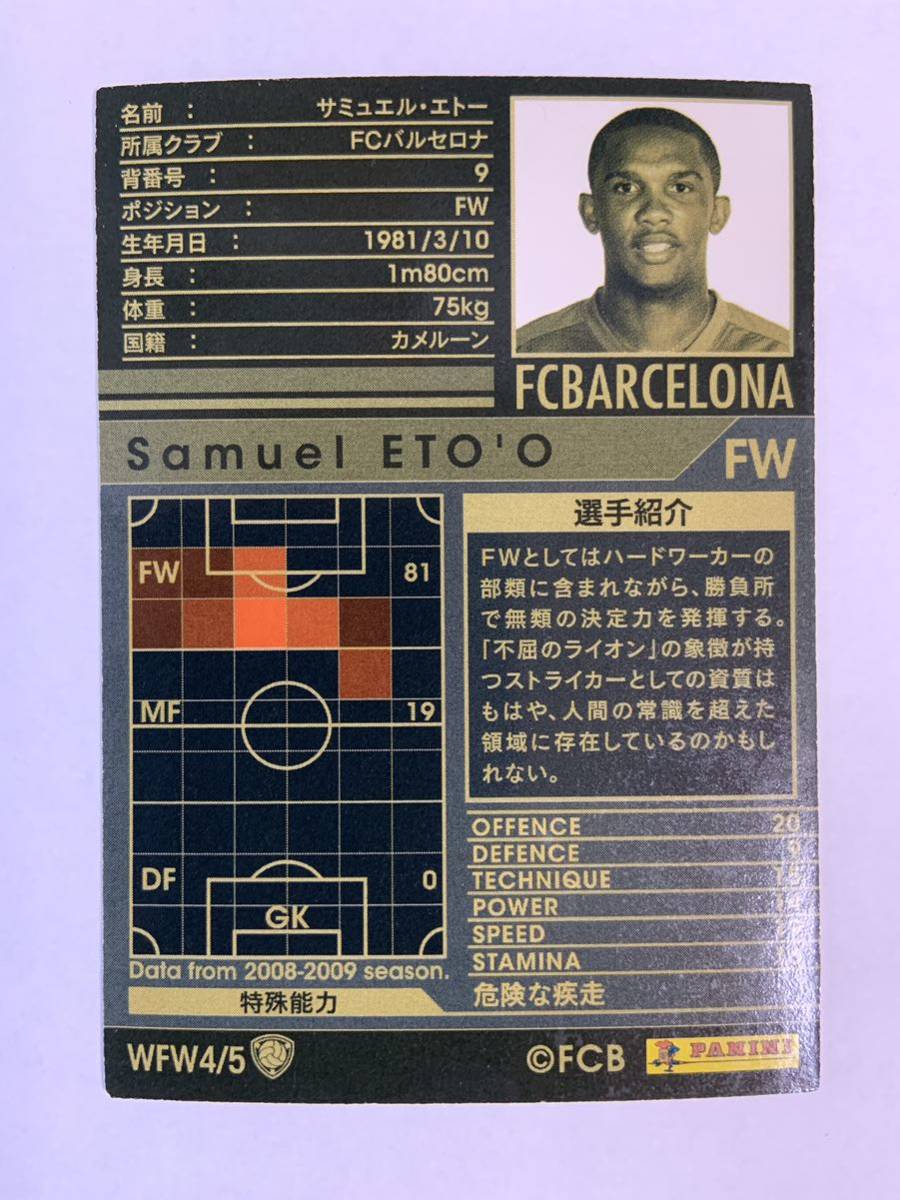 名前 : サミュエル・エトー
所属クラブ : FCバルセロナ
背番号 : 9
ポジション : FW
生年月日 : 1981/3/10
身長 : 1m80cm
体重 : 75kg
国籍 : カメルーン
FCBARCELONA
Samuel ETO'O
FW
FW 81
MF 19
DF 0
GK
Data from 2008-2009 season.
特殊能力
選手紹介
FWとしてはハードワーカーの
部類に含まれながら、勝負所
で無類の決定力を発揮する。
「不屈のライオン」の象徴が持
つストライカーとしての資質は
もはや、人間の常識を超えた
領域に存在しているのかもし
れない。
OFFENCE 20
DEFENCE
TECHNIQUE
POWER
SPEED
STAMINA
危険な疾走
WFW4/5
©FCB
PANINI